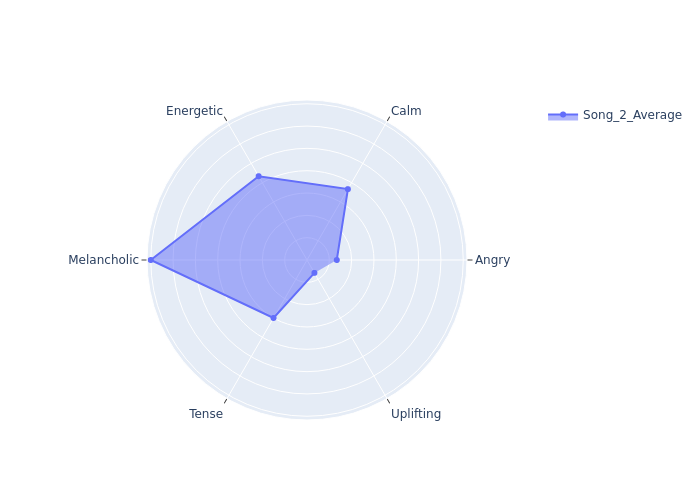 Energetic
Calm
Song_2_Average
Melancholic
Angry
Tense
Uplifting